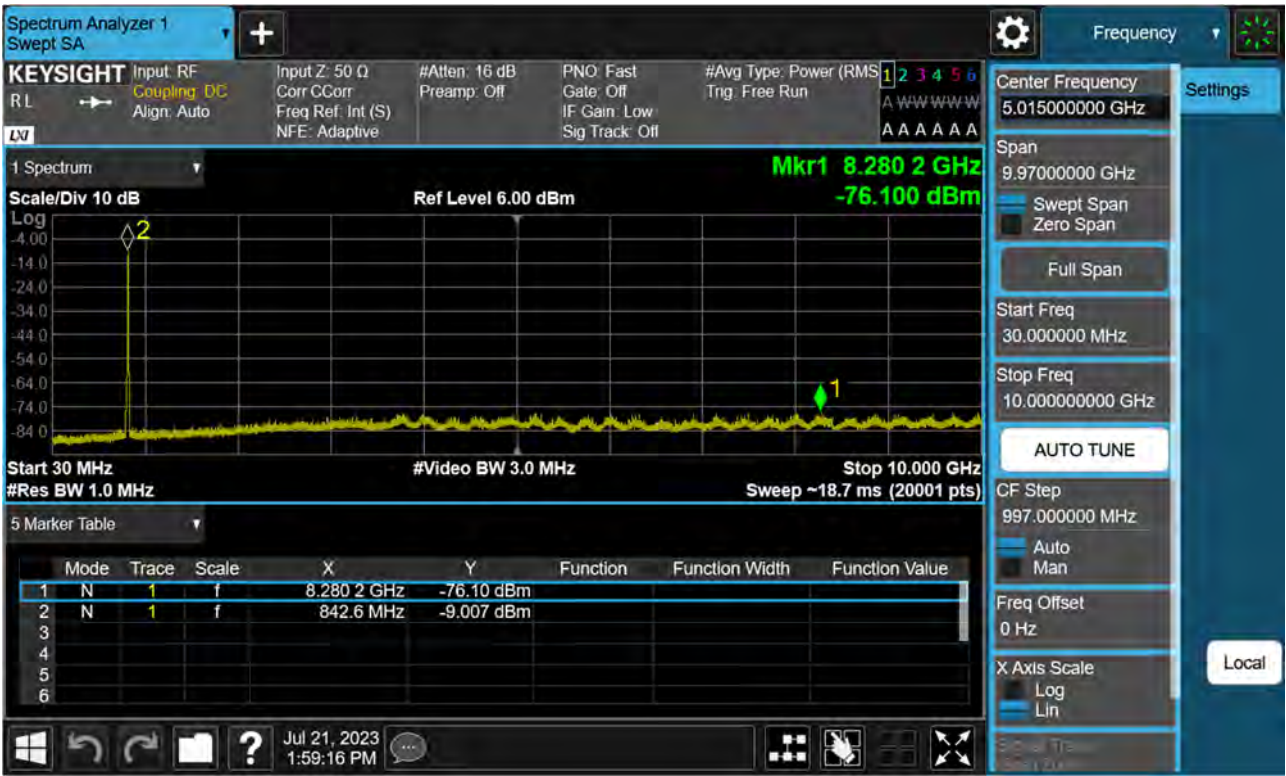 Spectrum Analyzer 1
Swept SA
+
Frequency
KEYSIGHT
R L
LXI
Input: RF
Coupling: DC
Align: Auto
Input Z: 50 Ω
Corr CCorr
Freq Ref: Int (S)
NFE: Adaptive
#Atten: 16 dB
Preamp: Off
PNO: Fast
Gate: Off
IF Gain: Low
Sig Track: Off
#Avg Type: Power (RMS
Trig: Free Run
1 2 3 4 5 6
A W W W W W
A A A A A A
1 Spectrum
Mkr1 8.280 2 GHz
Scale/Div 10 dB
Ref Level 6.00 dBm
-76.100 dBm
Log
-4.00
-14.0
-24.0
-34.0
-44.0
-54.0
-64.0
-74.0
-84.0
2
1
Start 30 MHz
#Video BW 3.0 MHz
Stop 10.000 GHz
#Res BW 1.0 MHz
Sweep ~18.7 ms (20001 pts)
5 Marker Table
Mode Trace Scale X Y Function Function Width Function Value
1 N 1 f 8.280 2 GHz -76.10 dBm
2 N 1 f 842.6 MHz -9.007 dBm
3
4
5
6
?
Jul 21, 2023
1:59:16 PM
Center Frequency
5.015000000 GHz
Span
9.97000000 GHz
Swept Span
Zero Span
Full Span
Start Freq
30.000000 MHz
Stop Freq
10.000000000 GHz
AUTO TUNE
CF Step
997.000000 MHz
Auto
Man
Freq Offset
0 Hz
X Axis Scale
Log
Lin
Settings
Local